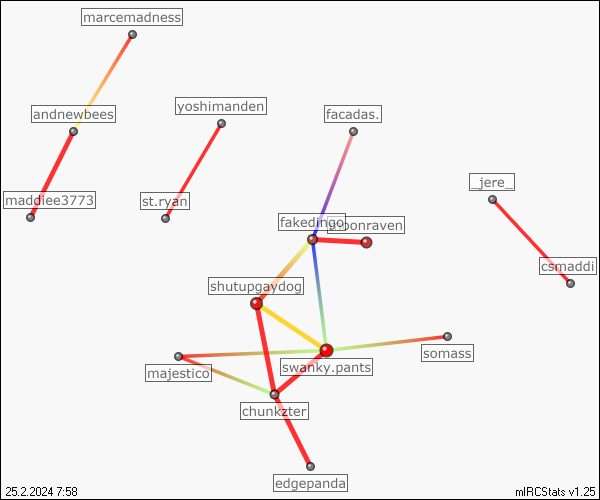 marcemadness
andnewbees
yoshimanden
facadas.
_jere_
maddiee3773
st.ryan
fakedingo
bonraven
csmaddi
shutupgaydog
somass
swanky.pants
majestico
chunkzter
edgepanda
25.2.2024 7:58
mIRCStats v1.25